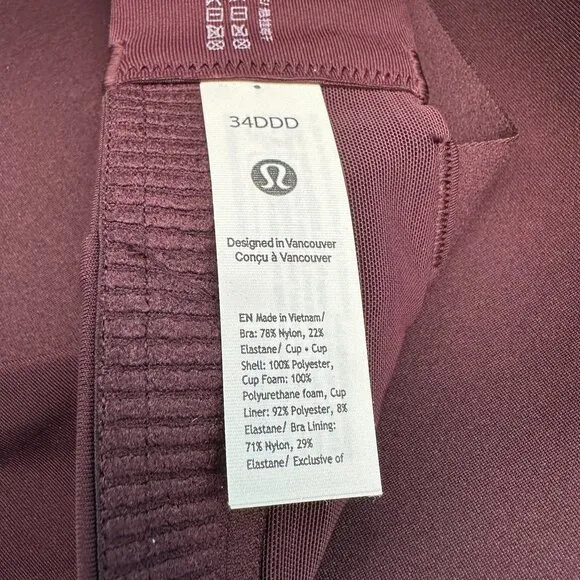 34DDD
Designed in Vancouver
Conçu à Vancouver
EN Made in Vietnam/
Bra: 78% Nylon, 22%
Elastane/ Cup • Cup
Shell: 100% Polyester,
Cup Foam: 100%
Polyurethane foam, Cup
Liner: 92% Polyester, 8%
Elastane/ Bra Lining:
71% Nylon, 29%
Elastane/ Exclusive of